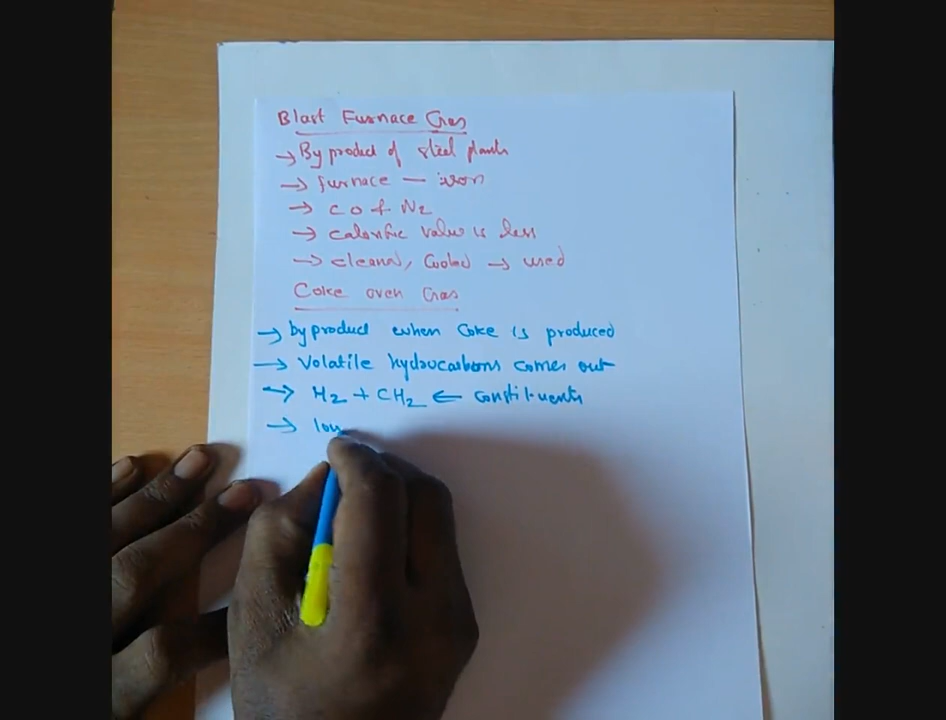 Blast Furnace Gas
→ By product of steel plants
→ furnace — iron
→ CO + N2
→ calorific value is less
→ cleaned, Cooled → used
Coke oven Gas
→ by product when Coke is produced
→ Volatile hydrocarbons comes out
→ H2 + CH2 ← constituents
→ low